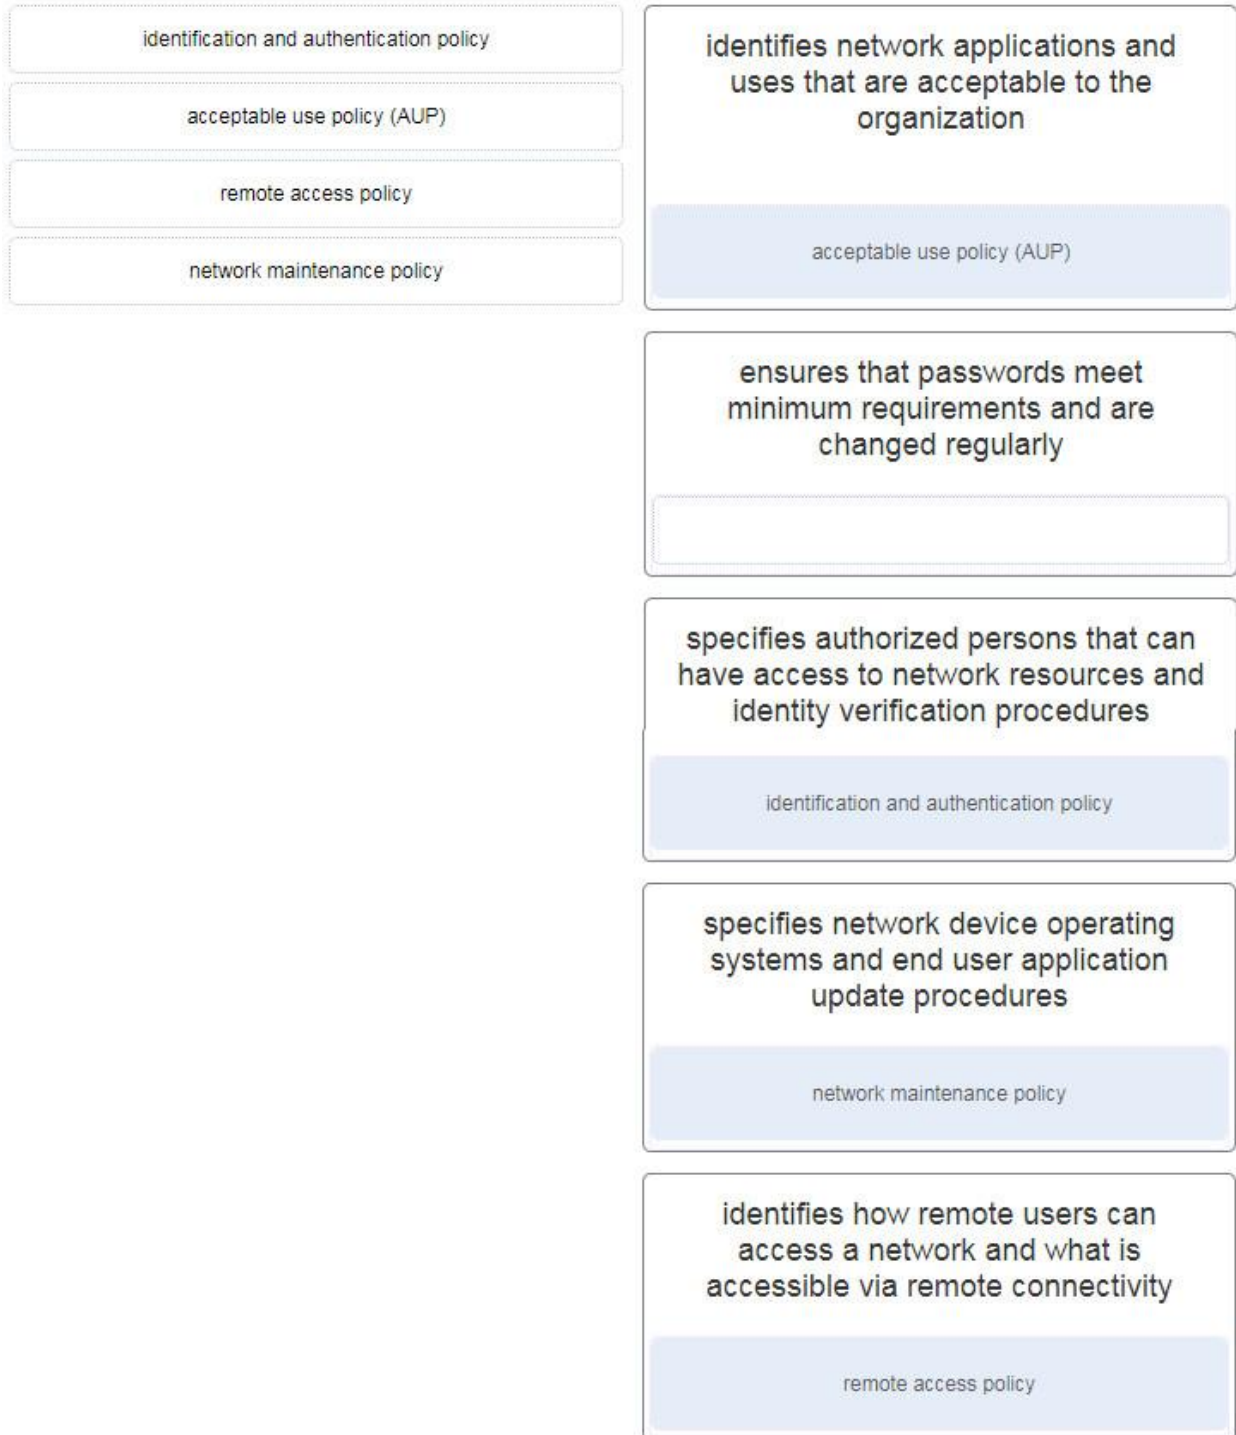 identification and authentication policy
acceptable use policy (AUP)
remote access policy
network maintenance policy
identifies network applications and
uses that are acceptable to the
organization
acceptable use policy (AUP)
ensures that passwords meet
minimum requirements and are
changed regularly
specifies authorized persons that can
have access to network resources and
identity verification procedures
identification and authentication policy
specifies network device operating
systems and end user application
update procedures
network maintenance policy
identifies how remote users can
access a network and what is
accessible via remote connectivity
remote access policy